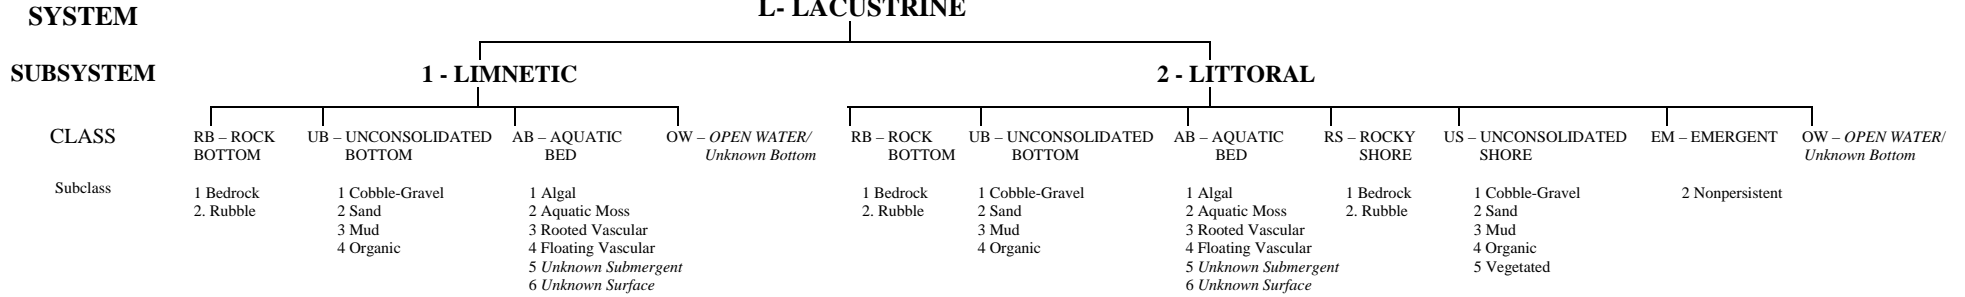 SYSTEM
L- LACUSTRINE
SUBSYSTEM
1 - LIMNETIC
2 - LITTORAL
CLASS
RB – ROCK
BOTTOM
UB – UNCONSOLIDATED
BOTTOM
AB – AQUATIC
BED
OW – OPEN WATER/
Unknown Bottom
RB – ROCK
BOTTOM
UB – UNCONSOLIDATED
BOTTOM
AB – AQUATIC
BED
RS – ROCKY
SHORE
US – UNCONSOLIDATED
SHORE
EM – EMERGENT
OW – OPEN WATER/
Unknown Bottom
Subclass
1 Bedrock
2. Rubble
1 Cobble-Gravel
2 Sand
3 Mud
4 Organic
1 Algal
2 Aquatic Moss
3 Rooted Vascular
4 Floating Vascular
5 Unknown Submergent
6 Unknown Surface
1 Bedrock
2. Rubble
1 Cobble-Gravel
2 Sand
3 Mud
4 Organic
1 Algal
2 Aquatic Moss
3 Rooted Vascular
4 Floating Vascular
5 Unknown Submergent
6 Unknown Surface
1 Bedrock
2. Rubble
1 Cobble-Gravel
2 Sand
3 Mud
4 Organic
5 Vegetated
2 Nonpersistent